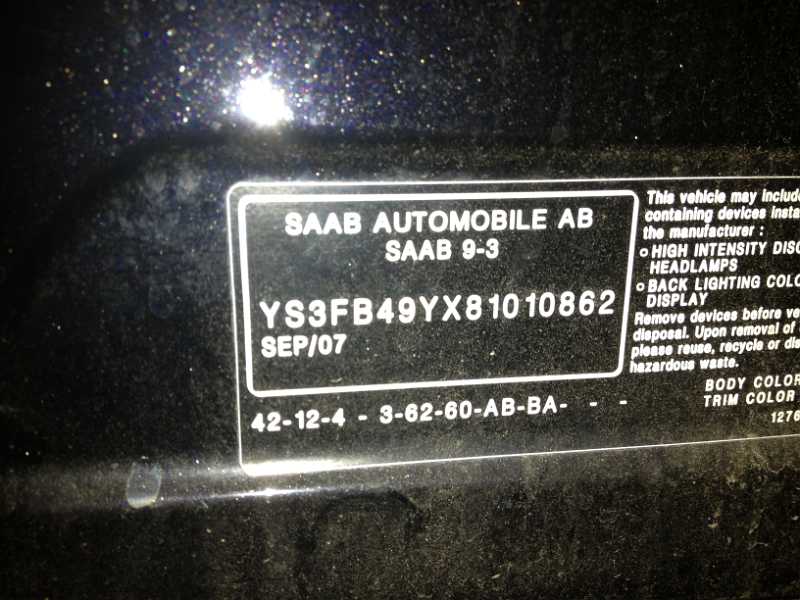 SAAB AUTOMOBILE AB
SAAB 9-3
YS3FB49YX81010862
SEP/07
42-12-4 - 3-62-60-AB-BA- - -
This vehicle may include
containing devices insta
the manufacturer :
○ HIGH INTENSITY DISC
HEADLAMPS
○ BACK LIGHTING COLO
DISPLAY
Remove devices before ve
disposal. Upon removal of
please reuse, recycle or dis
hazardous waste.
BODY COLOR
TRIM COLOR
1276